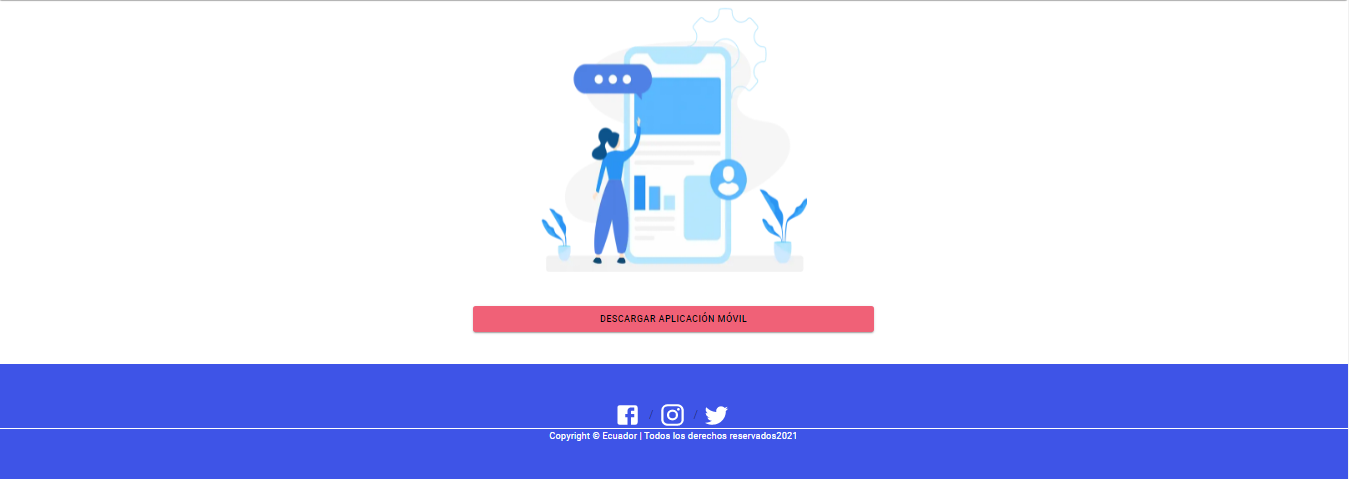 DESCARGAR APLICACIÓN MÓVIL
/ /
Copyright © Ecuador | Todos los derechos reservados2021